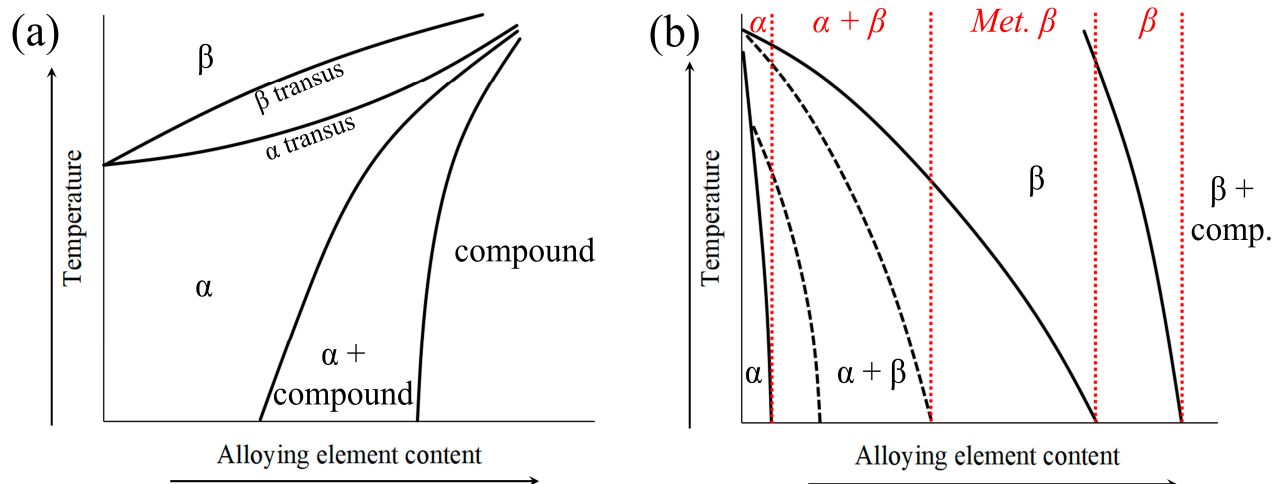 (a)
β
β transus
α transus
Temperature
α
compound
α +
compound
Alloying element content
(b)
α
α + β
Met. β
β
Temperature
β
β +
comp.
α
α + β
Alloying element content